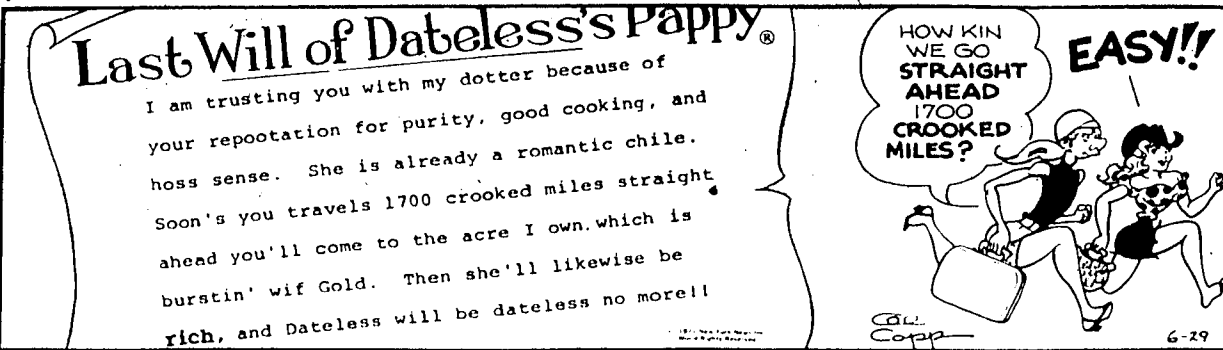 Last Will of Dateless's Pappy®
I am trusting you with my dotter because of
your repootation for purity, good cooking, and
hoss sense. She is already a romantic chile.
Soon's you travels 1700 crooked miles straight
ahead you'll come to the acre I own. which is
burstin' wif Gold. Then she'll likewise be
rich, and Dateless will be dateless no more!!
HOW KIN
WE GO
STRAIGHT
AHEAD
1700
CROOKED
MILES?
EASY!!
Capp
6-29